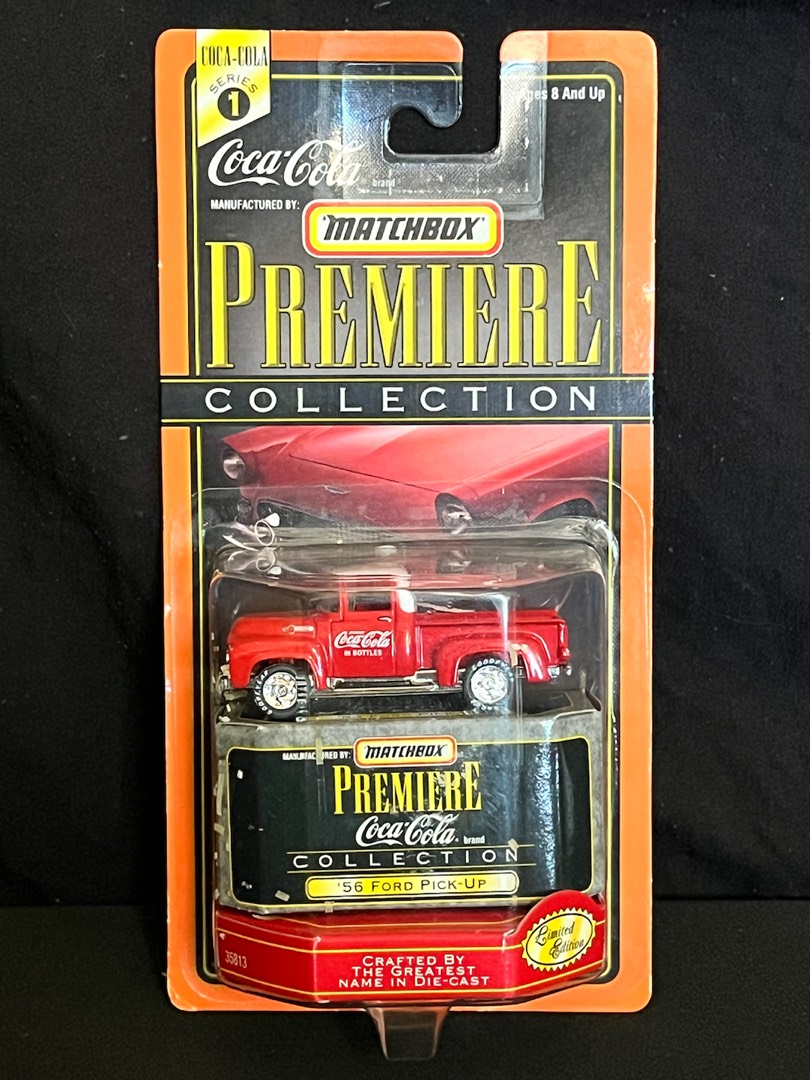 COCA-COLA
SERIES
1
Ages 8 And Up
Coca-Cola
brand
MANUFACTURED BY:
MATCHBOX
PREMIERE
COLLECTION
Coca-Cola
IN BOTTLES
GOODYEAR
MANUFACTURED BY:
MATCHBOX
PREMIERE
Coca-Cola
brand
COLLECTION
'56 FORD PICK-UP
Limited
Edition
35813
CRAFTED BY
THE GREATEST
NAME IN DIE-CAST